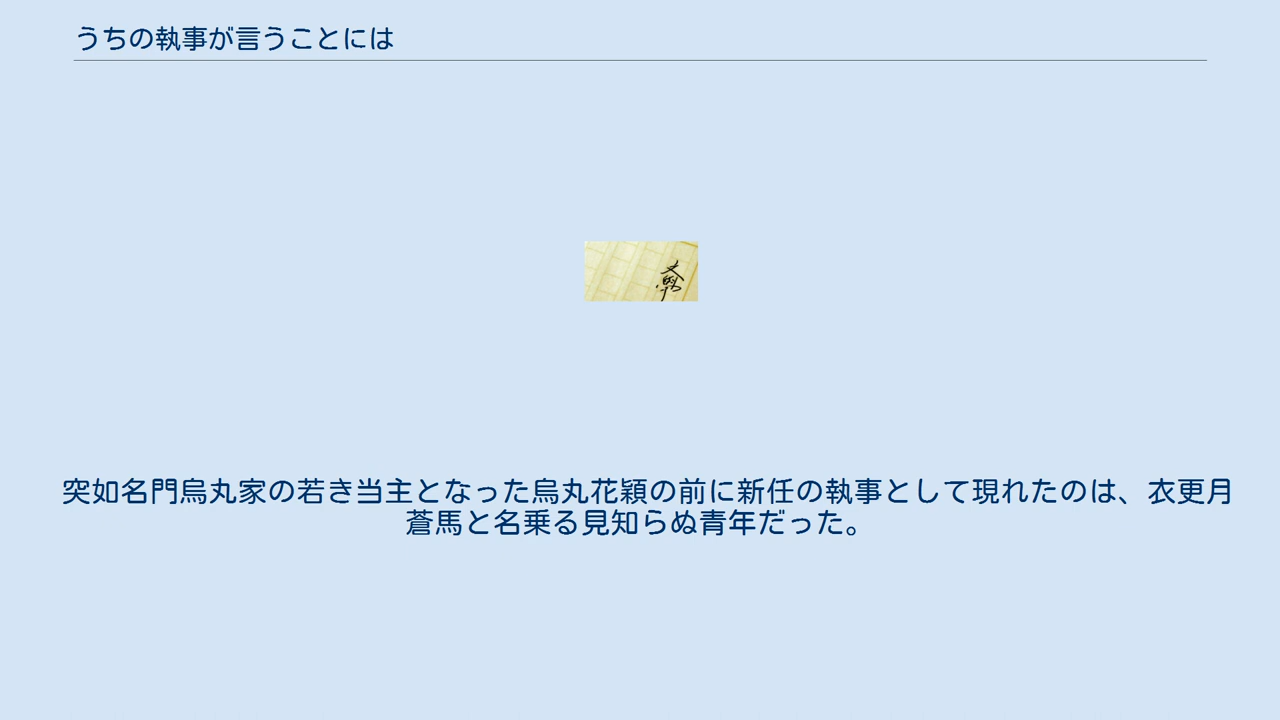 うちの執事が言うことには
突如名門烏丸家の若き当主となった烏丸花穎の前に新任の執事として現れたのは、衣更月
蒼馬と名乗る見知らぬ青年だった。